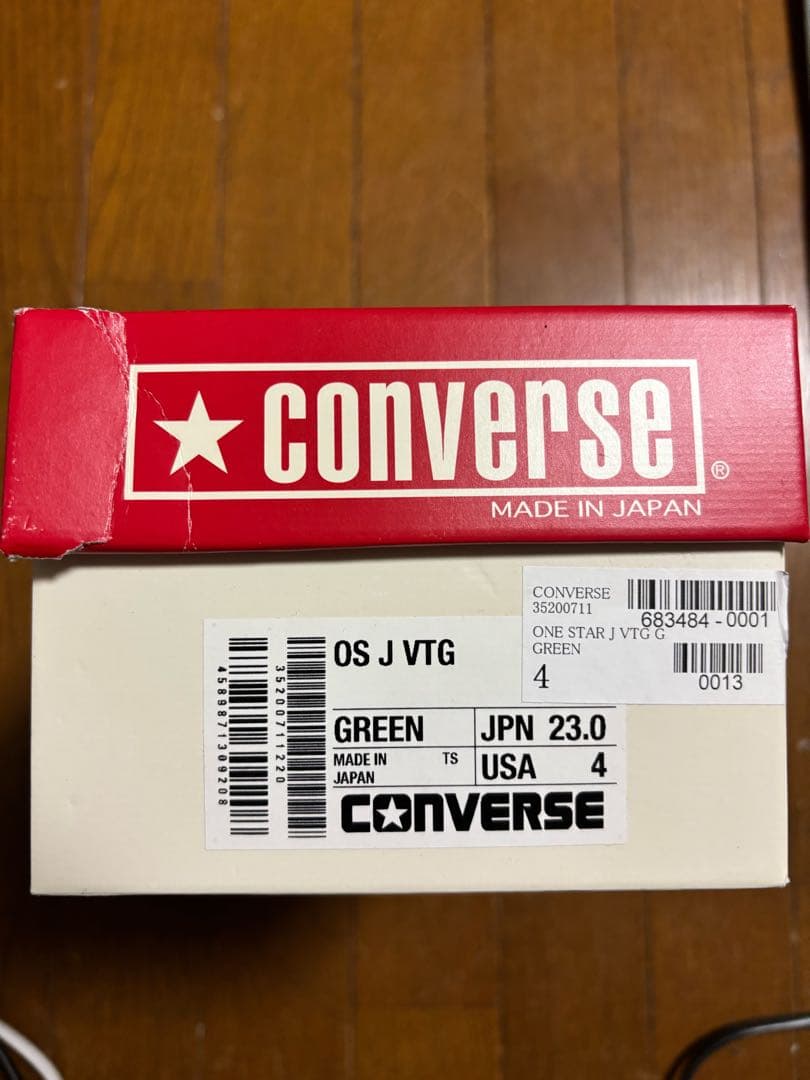 CONVERSE®
MADE IN JAPAN
CONVERSE
35200711
683484-0001
ONE STAR J VTG G
GREEN
4
0013
OS J VTG
GREEN
JPN 23.0
MADE IN JAPAN
TS
USA 4
CONVERSE
4589871309208
35200711220